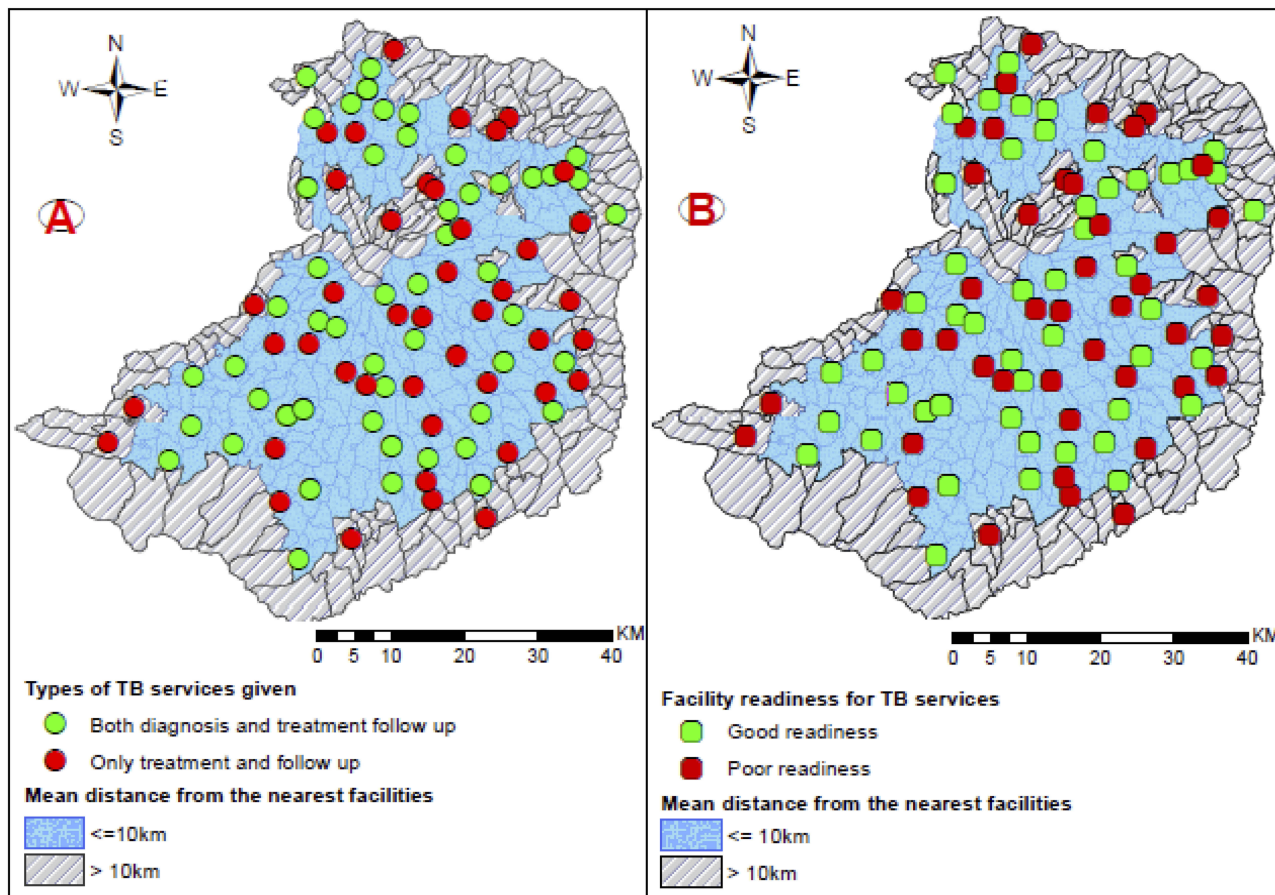 N
W E
S
A
KM
0 5 10 20 30 40
Types of TB services given
Both diagnosis and treatment follow up
Only treatment and follow up
Mean distance from the nearest facilities
<=10km
> 10km
N
W E
S
B
KM
0 5 10 20 30 40
Facility readiness for TB services
Good readiness
Poor readiness
Mean distance from the nearest facilities
<= 10km
> 10km